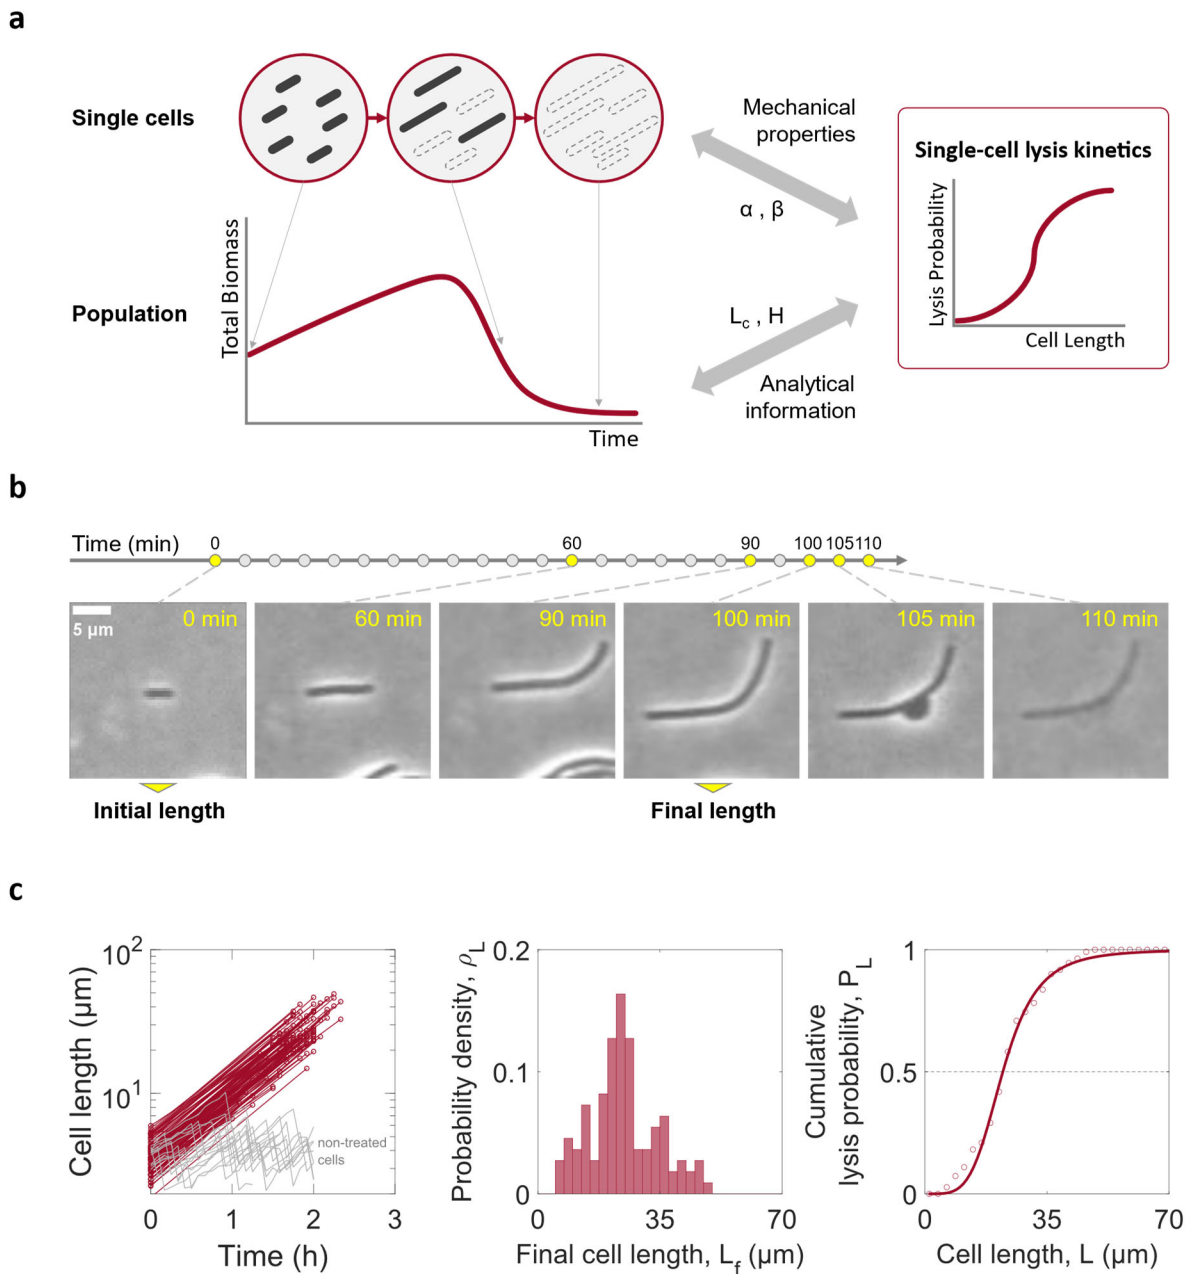 a
Single cells
Population
Total Biomass
Time
Mechanical
properties
α , β
L_c , H
Analytical
information
Single-cell lysis kinetics
Lysis Probability
Cell Length
b
Time (min)
0
60
90
100
105
110
5 µm
0 min
60 min
90 min
100 min
105 min
110 min
Initial length
Final length
c
Cell length (µm)
10²
10¹
0
1
2
3
Time (h)
non-treated
cells
Probability density, ρ_L
0.2
0.1
0
0
35
70
Final cell length, L_f (µm)
Cumulative
lysis probability, P_L
1
0.5
0
0
35
70
Cell length, L (µm)